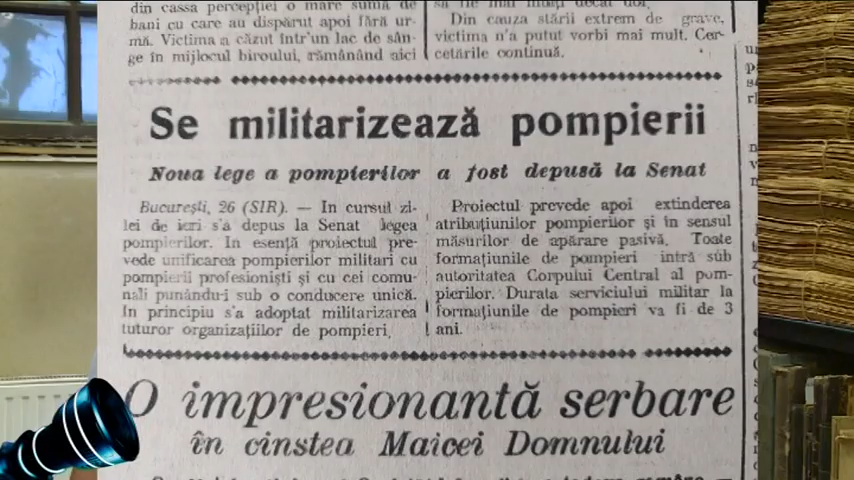 din cassa percepției o mare sumă de
bani cu care au dispărut apoi fără ur-
mă. Victima a căzut într'un lac de sân-
ge în mijlocul biroului, rămânând aici
Din cauza stării extrem de grave,
victima n'a putut vorbi mai mult. Cer-
cetările continuă.
Se militarizează pompierii
Noua lege a pompierilor a fost depusă la Senat
București, 26 (SIR). — In cursul zi-
lei de ieri s'a depus la Senat legea
pompierilor. In esență proiectul pre-
vede unificarea pompierilor militari cu
pompierii profesioniști și cu cei comu-
nali punându-i sub o conducere unică.
In principiu s'a adoptat militarizarea
tuturor organizațiilor de pompieri.
Proiectul prevede apoi extinderea
atribuțiunilor pompierilor și în sensul
măsurilor de apărare pasivă. Toate
formațiunile de pompieri intră sub
autoritatea Corpului Central al pom-
pierilor. Durata serviciului militar la
formațiunile de pompieri va fi de 3
ani.
O impresionantă serbare
în cinstea Maicei Domnului